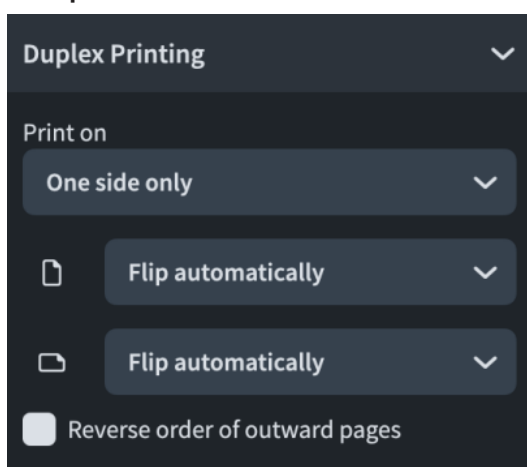 Duplex Printing
Print on
One side only
Flip automatically
Flip automatically
Reverse order of outward pages